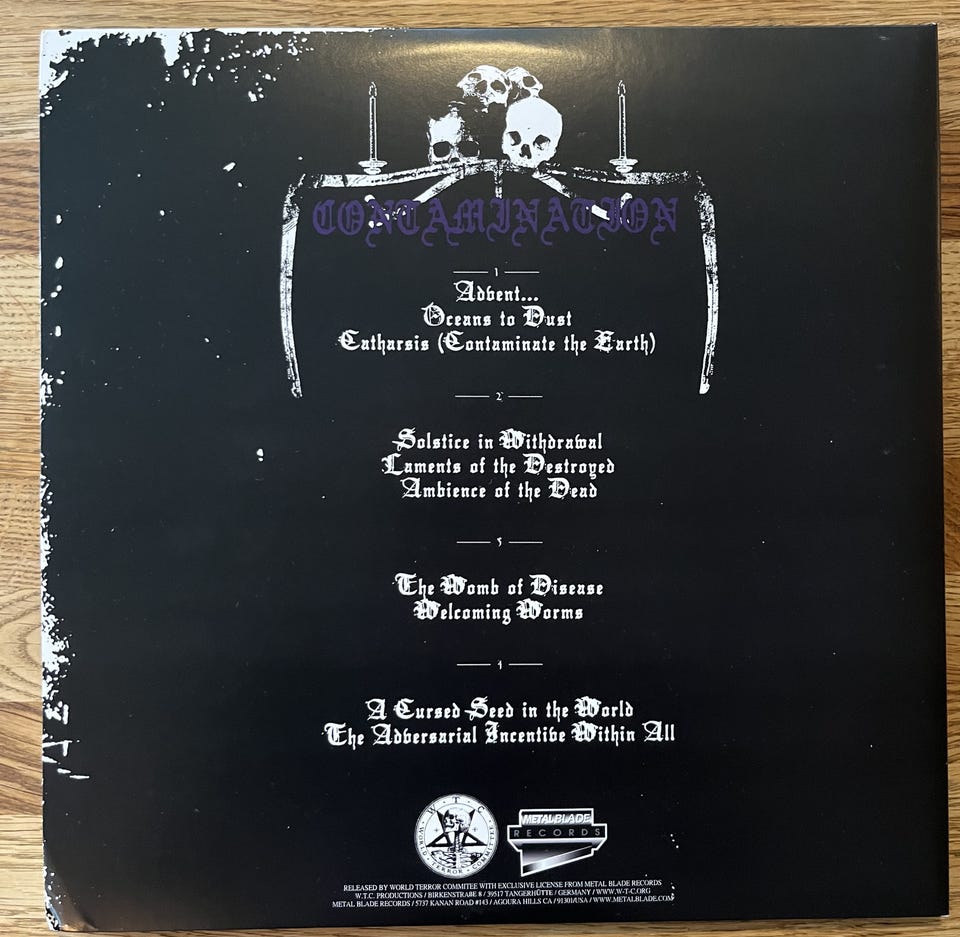 CONTAMINATION
1
Advent...
Oceans to Dust
Catharsis (Contaminate the Earth)
2
Solstice in Withdrawal
Laments of the Destroyed
Ambience of the Dead
3
The Womb of Disease
Welcoming Worms
4
A Cursed Seed in the World
The Adversarial Incentive Within All
W · T · C
WORLD TERROR COMMITTEE
METAL BLADE
RECORDS
RELEASED BY WORLD TERROR COMMITEE WITH EXCLUSIVE LICENSE FROM METAL BLADE RECORDS
W.T.C. PRODUCTIONS / BIRKENSTRAßE 8 / 39517 TANGERHÜTTE / GERMANY / WWW.W-T-C.ORG
METAL BLADE RECORDS / 5737 KANAN ROAD #143 / AGOURA HILLS CA / 91301/USA / WWW.METALBLADE.COM